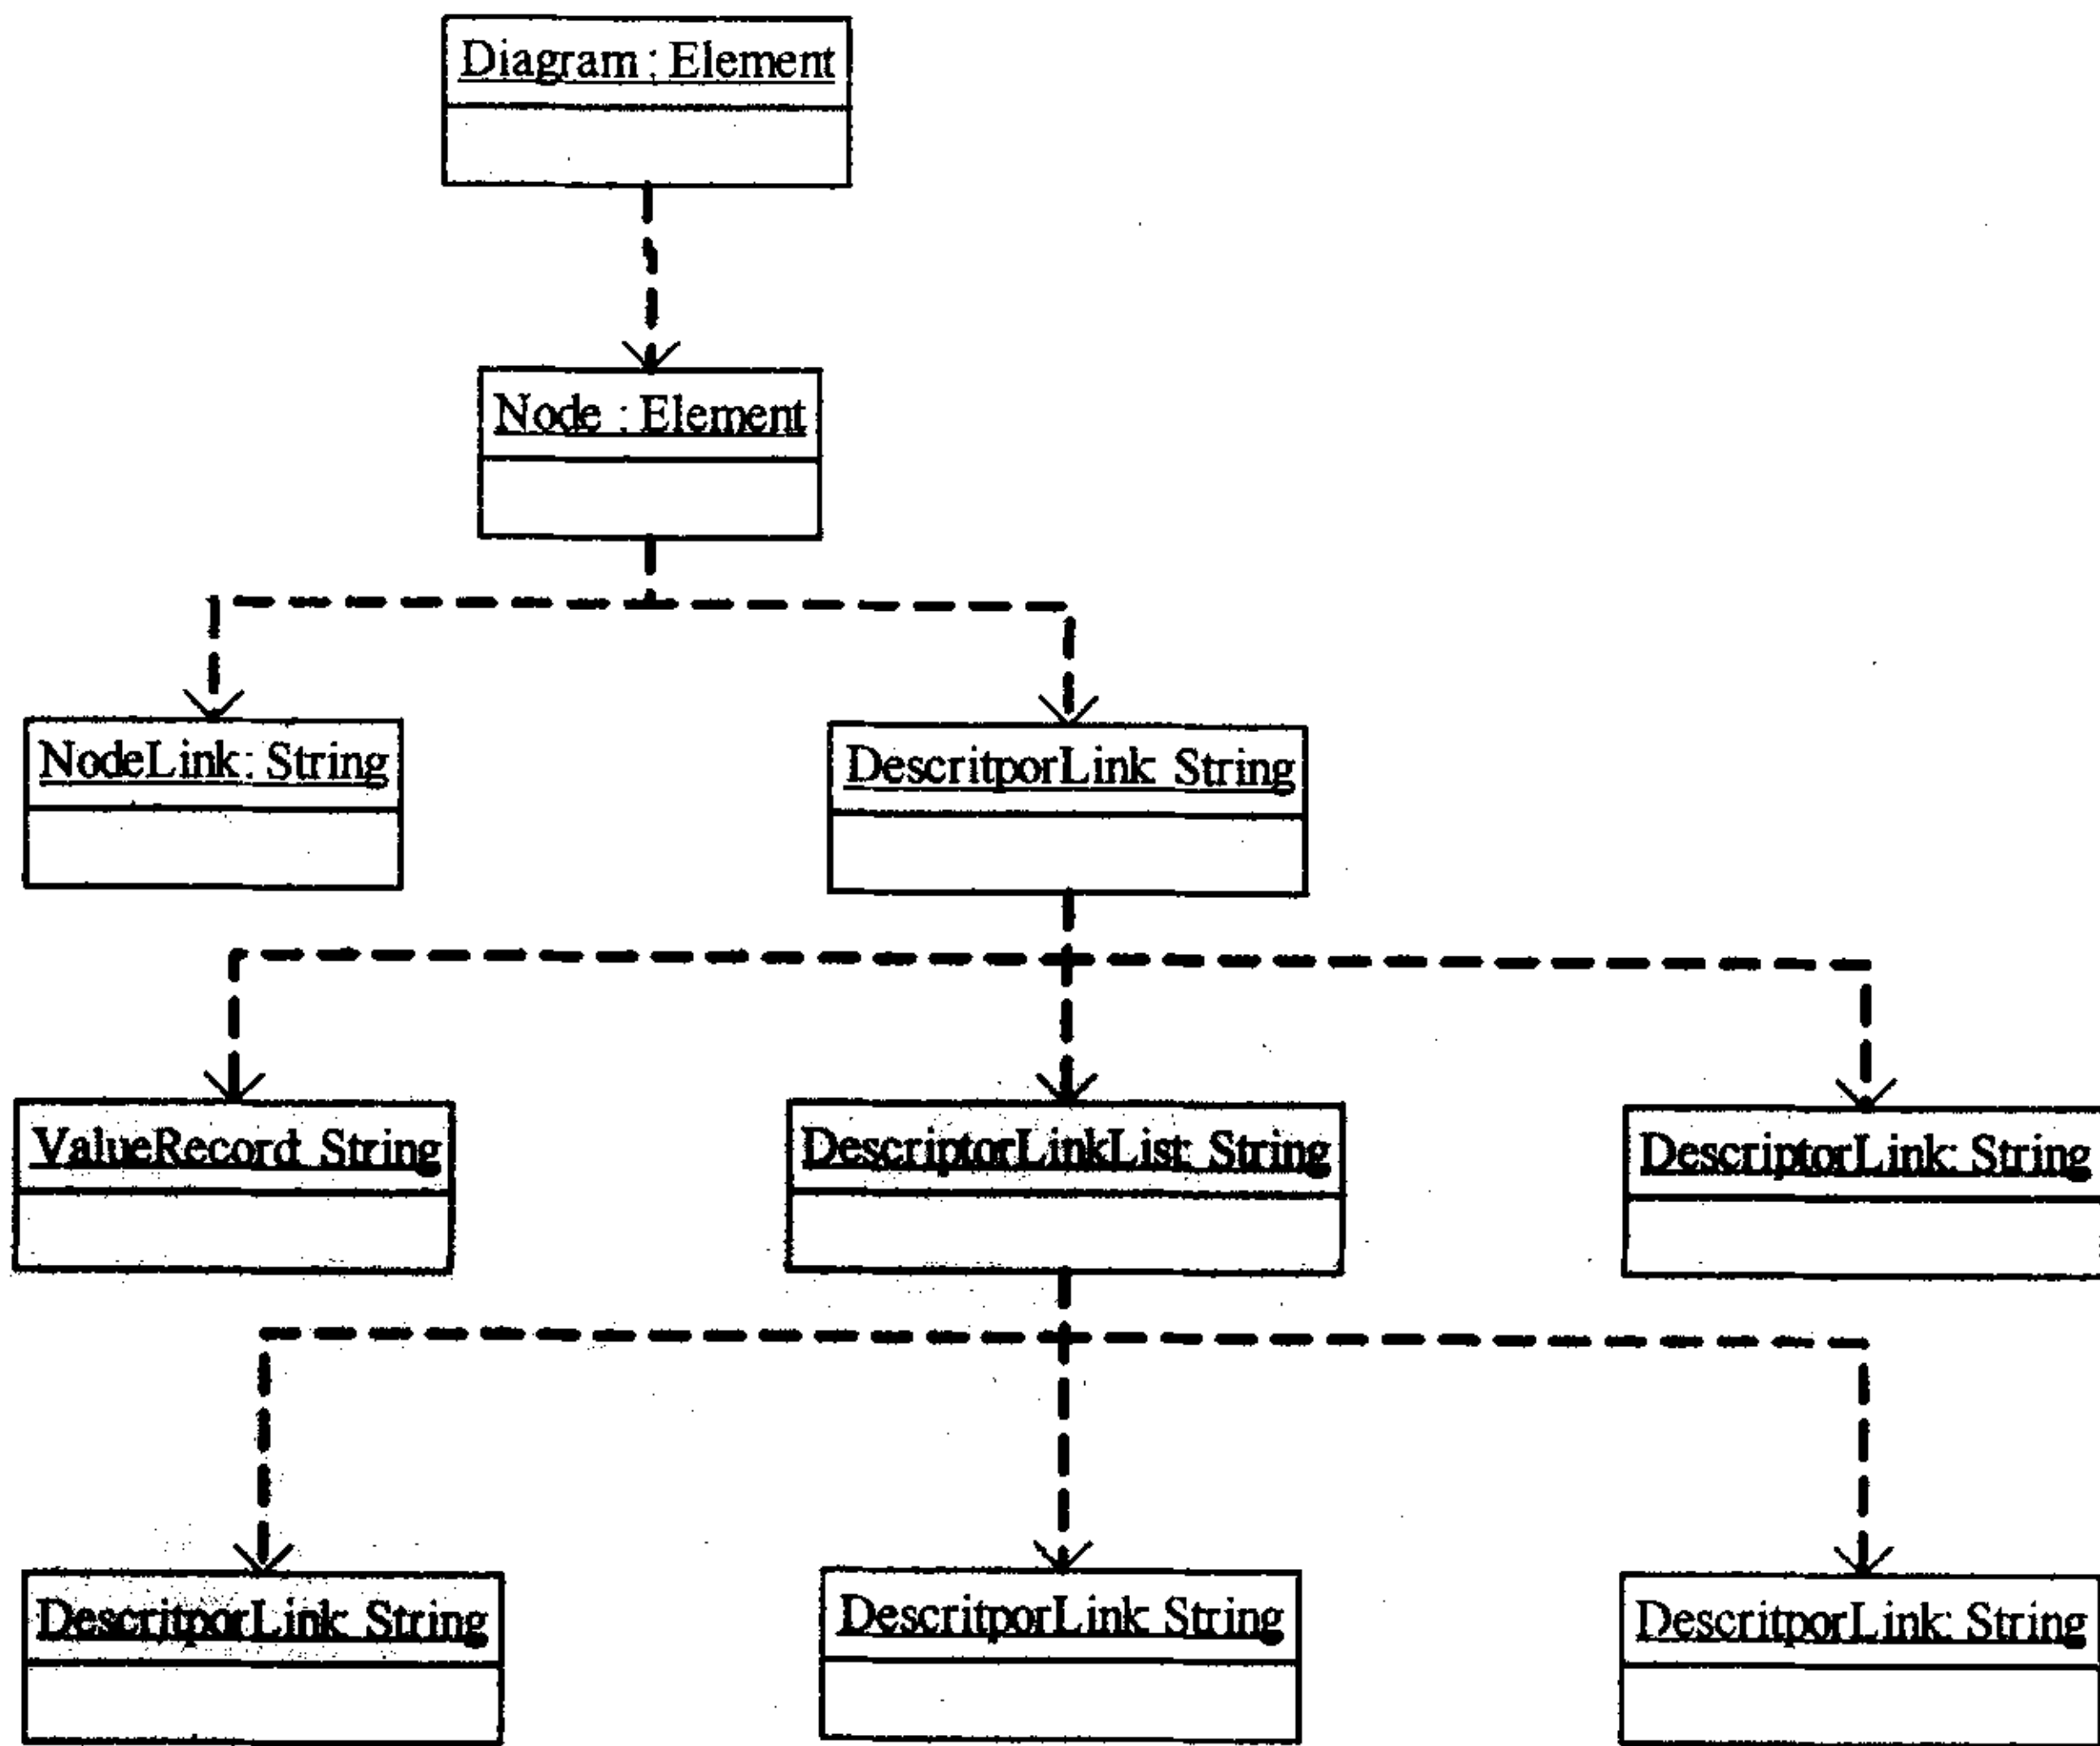 Diagram : Element
Node : Element
NodeLink: String
DescritporLink: String
ValueRecord String
DescriptorLinkList: String
DescriptorLink: String
DescritporLink: String
DescritporLink: String
DescritporLink: String